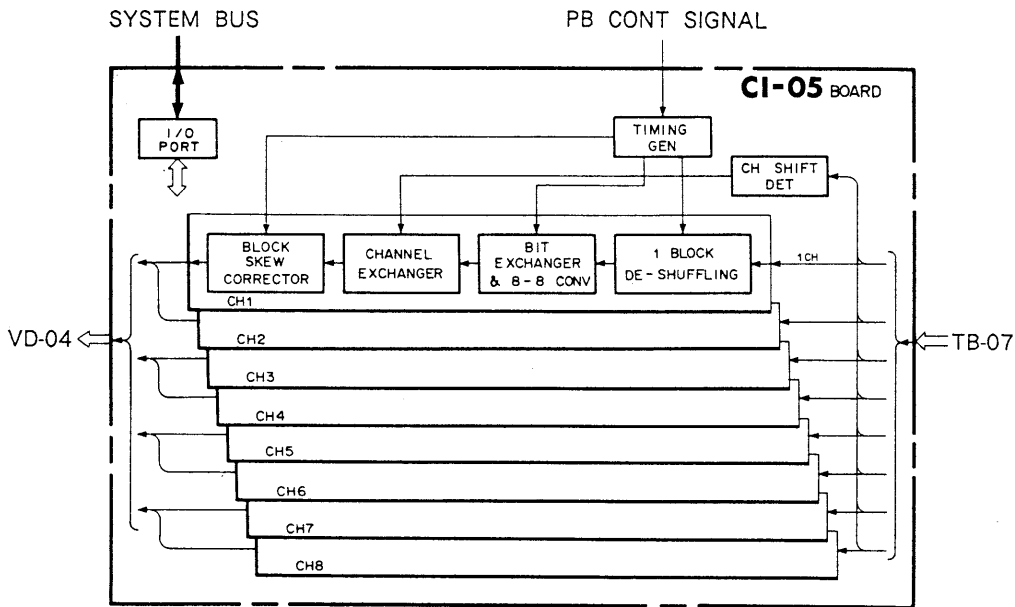 SYSTEM BUS
PB CONT SIGNAL
CI-05 BOARD
I/O
PORT
TIMING
GEN
CH SHIFT
DET
BLOCK
SKEW
CORRECTOR
CHANNEL
EXCHANGER
BIT
EXCHANGER
& 8-8 CONV
1 BLOCK
DE-SHUFFLING
1CH
CH1
CH2
CH3
CH4
CH5
CH6
CH7
CH8
VD-04
TB-07